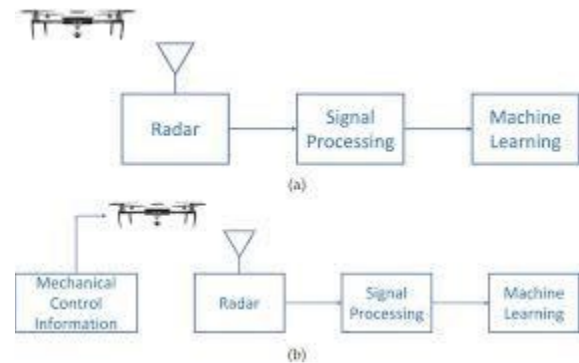 Radar
Signal
Processing
Machine
Learning
(a)
Mechanical
Control
Information
Radar
Signal
Processing
Machine
Learning
(b)